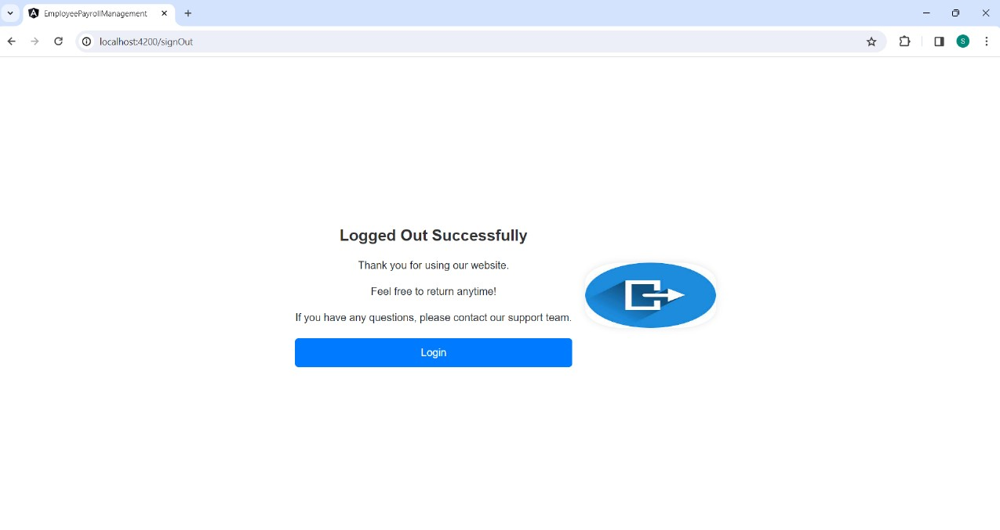 EmployeePayrollManagement
localhost:4200/signOut
S
Logged Out Successfully
Thank you for using our website.
Feel free to return anytime!
If you have any questions, please contact our support team.
Login